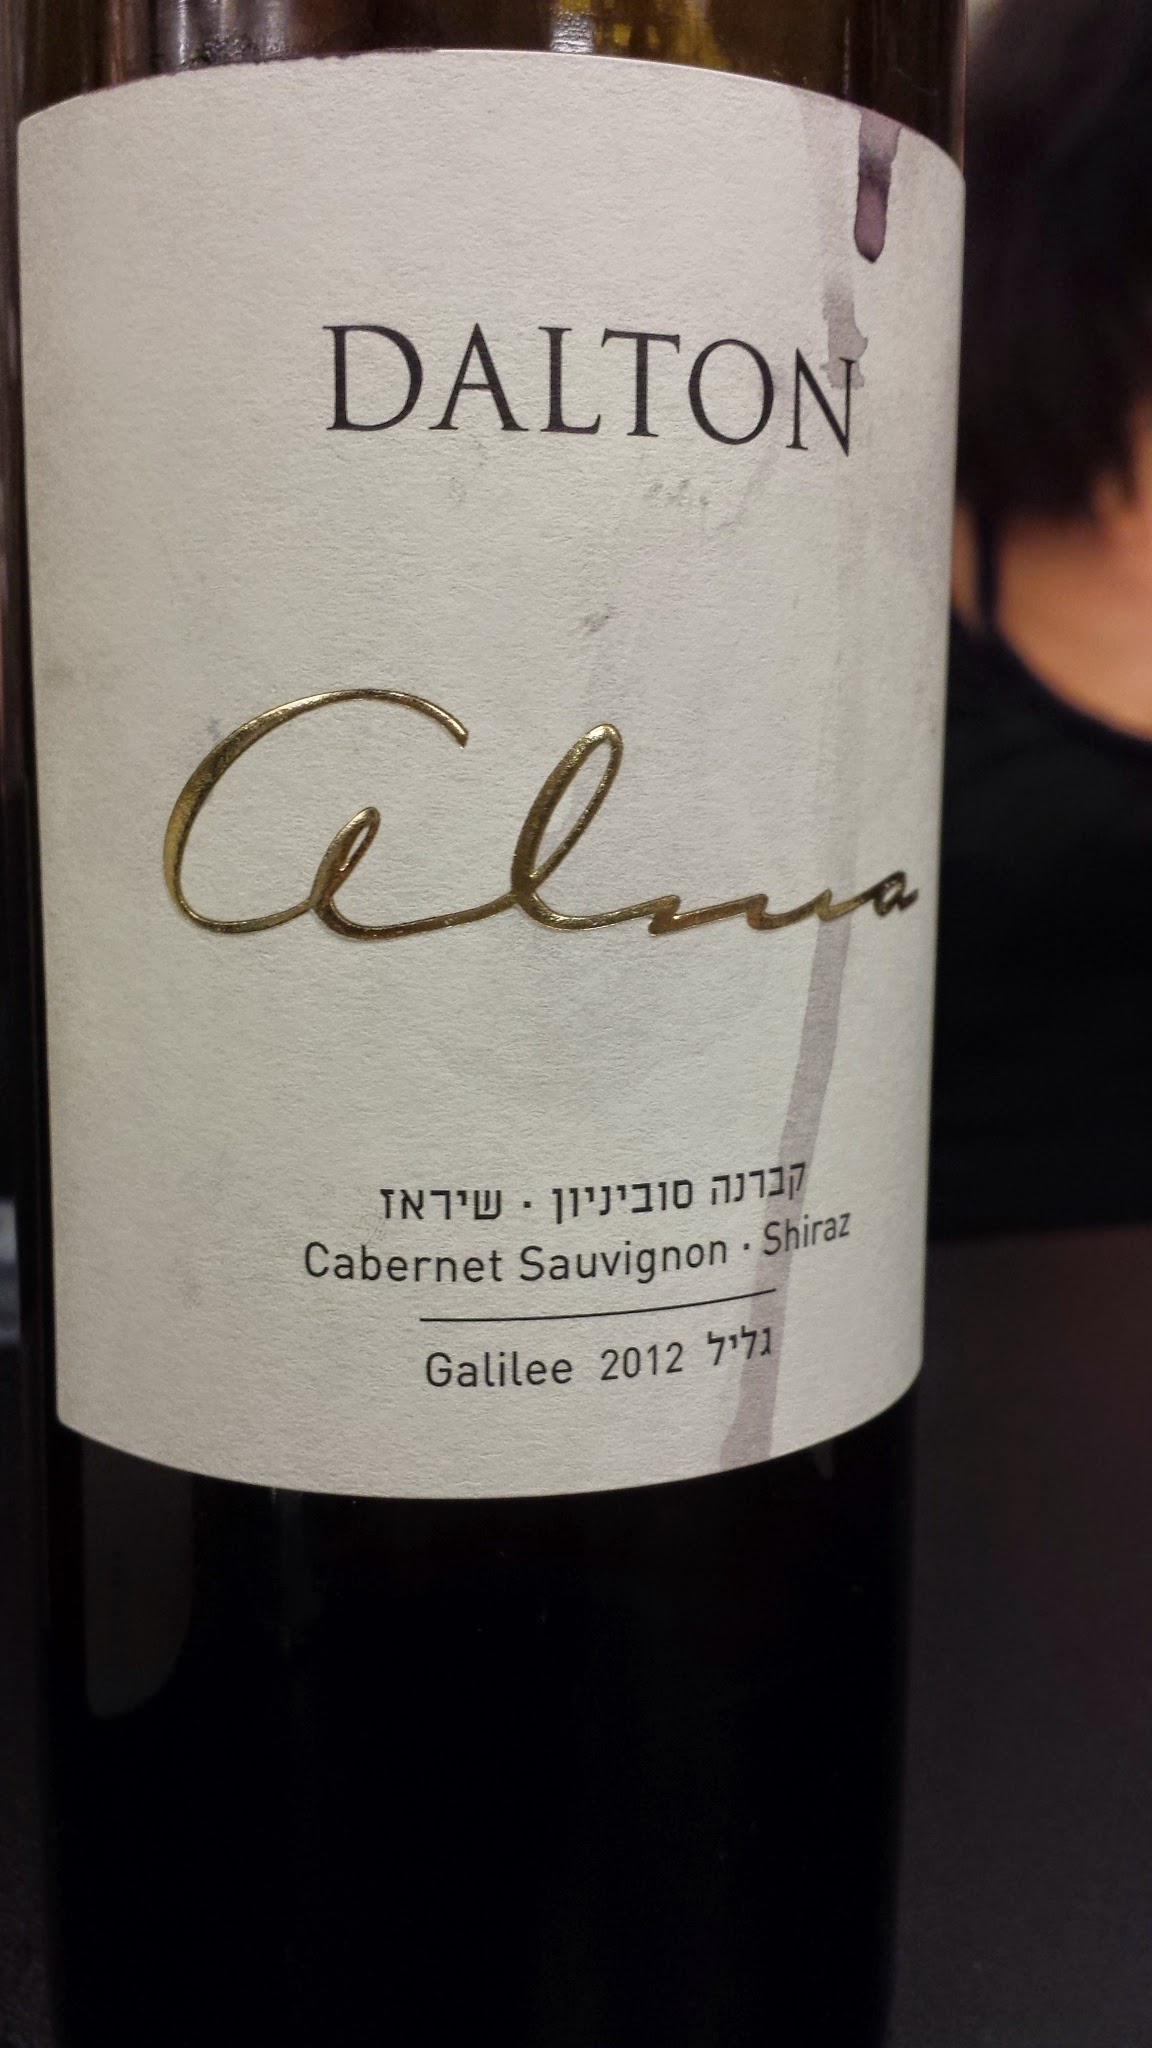 DALTON
alma
קברנה סוביניון · שיראז
Cabernet Sauvignon · Shiraz
Galilee 2012 גליל